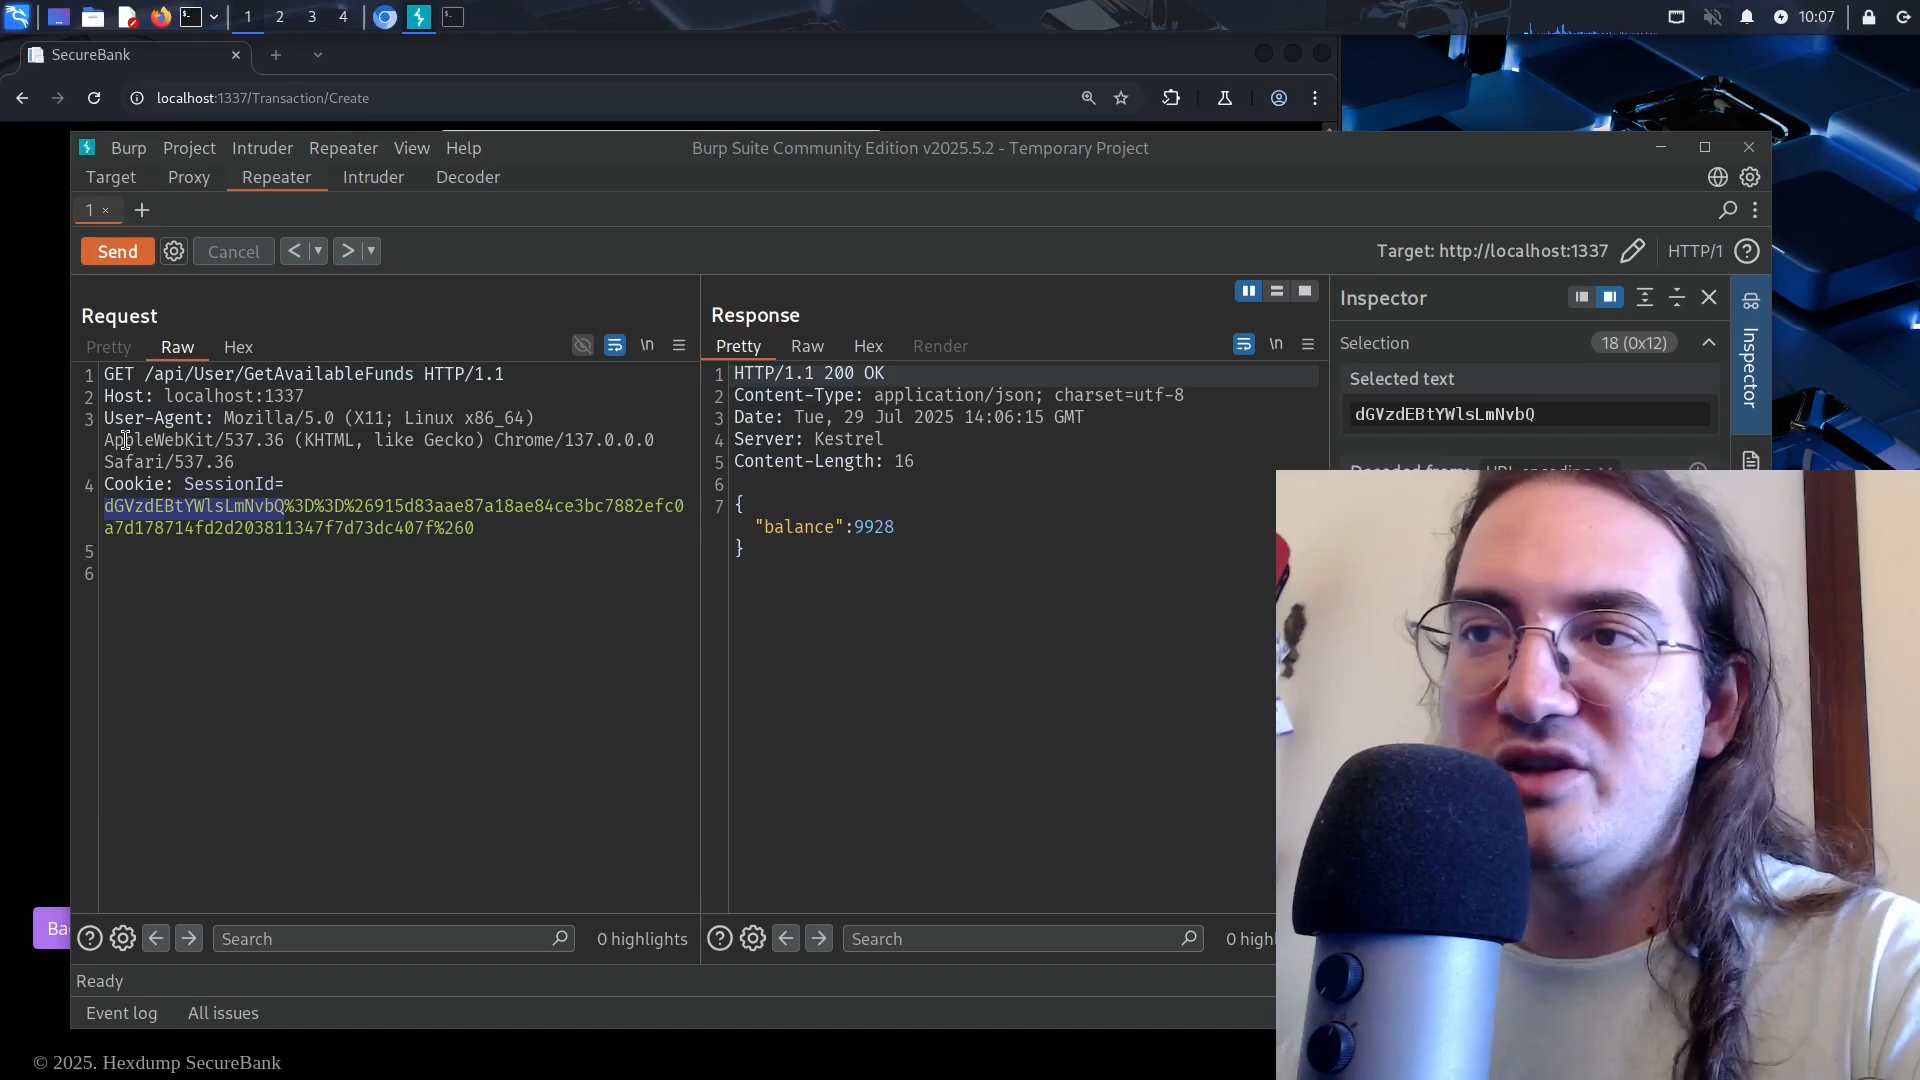 1
2
3
4
10:07
SecureBank
localhost:1337/Transaction/Create
Burp Project Intruder Repeater View Help
Burp Suite Community Edition v2025.5.2 - Temporary Project
Target Proxy Repeater Intruder Decoder
1 ×
Send
Cancel
Target: http://localhost:1337
HTTP/1
Request
Pretty Raw Hex
\n
1 GET /api/User/GetAvailableFunds HTTP/1.1
2 Host: localhost:1337
3 User-Agent: Mozilla/5.0 (X11; Linux x86_64)
AppleWebKit/537.36 (KHTML, like Gecko) Chrome/137.0.0.0
Safari/537.36
4 Cookie: SessionId=
dGVzdEBtYWlsLmNvbQ%3D%3D%26915d83aae87a18ae84ce3bc7882efc0
a7d178714fd2d203811347f7d73dc407f%260
5
6
Search
0 highlights
Response
Pretty Raw Hex Render
\n
1 HTTP/1.1 200 OK
2 Content-Type: application/json; charset=utf-8
3 Date: Tue, 29 Jul 2025 14:06:15 GMT
4 Server: Kestrel
5 Content-Length: 16
6
7 {
"balance":9928
}
Search
0 highl
Inspector
Selection
18 (0x12)
Selected text
dGVzdEBtYWlsLmNvbQ
Decoded from: URL encoding
Inspector
Ready
Event log All issues
Ba
© 2025. Hexdump SecureBank